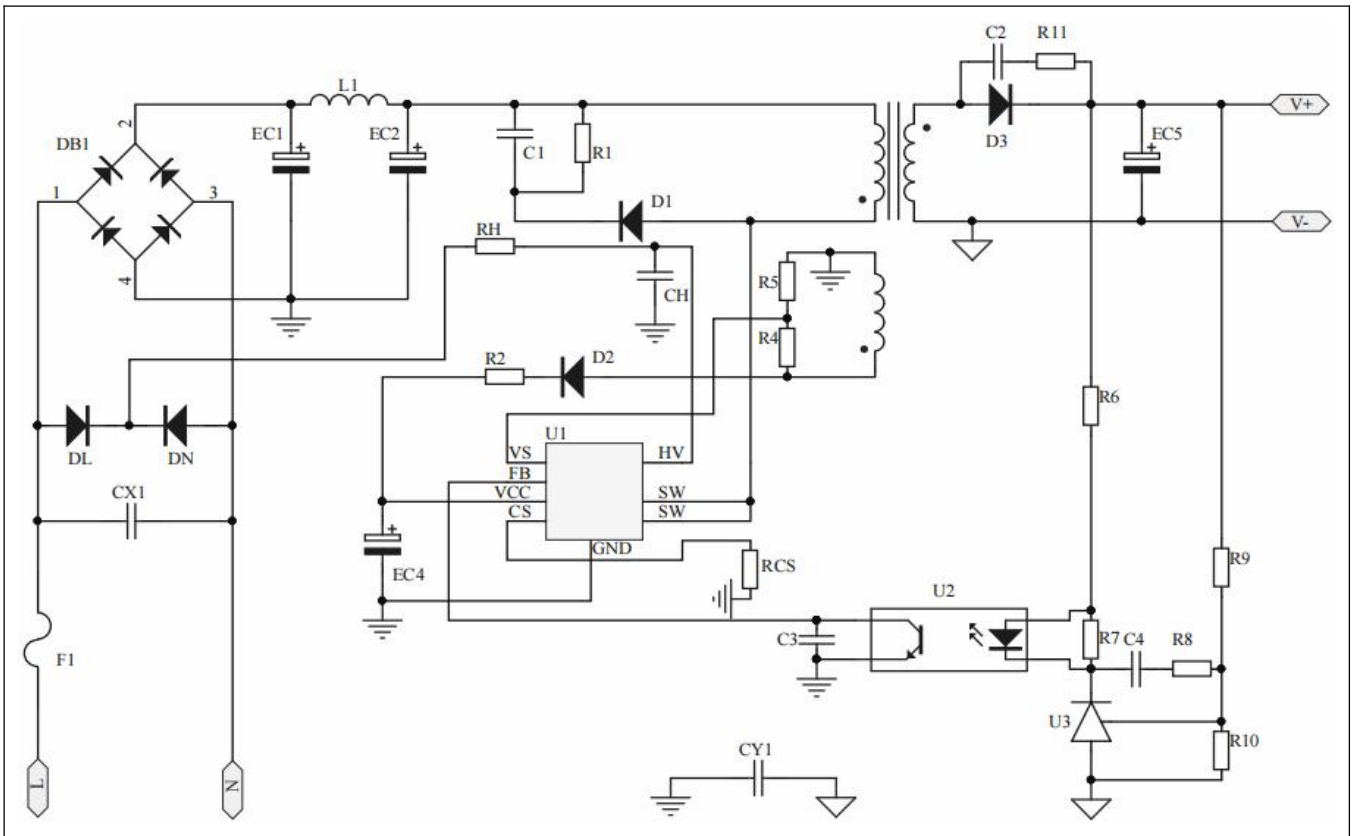 C2
R11
L1
V+
DB1
2
EC1
+
EC2
+
C1
R1
D3
EC5
+
1
3
D1
V-
RH
4
CH
R5
R4
R2
D2
R6
U1
VS
HV
DL
DN
FB
CX1
VCC
SW
CS
SW
+
GND
EC4
RCS
R9
U2
C3
R7
C4
R8
F1
U3
R10
CY1
L
N